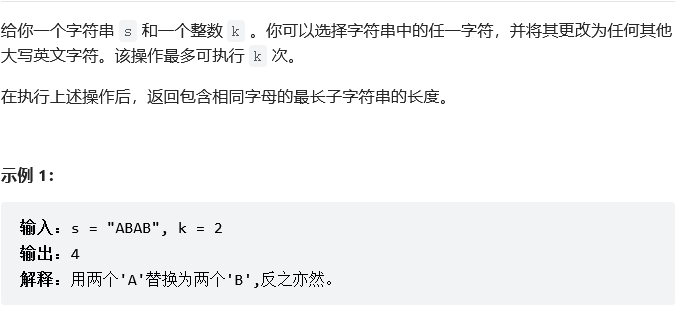 给你一个字符串 s 和一个整数 k 。你可以选择字符串中的任一字符，并将其更改为任何其他
大写英文字符。该操作最多可执行 k 次。
在执行上述操作后，返回包含相同字母的最长子字符串的长度。
示例 1：
输入：s = "ABAB", k = 2
输出：4
解释：用两个'A'替换为两个'B',反之亦然。